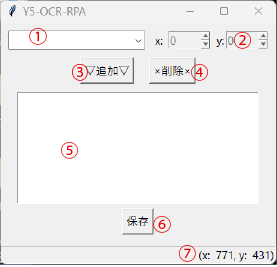 Y5-OCR-RPA
① x: 0 y: 0 ②
③ ▽追加▽ ×削除× ④
⑤
保存 ⑥
⑦ (x: 771, y: 431)